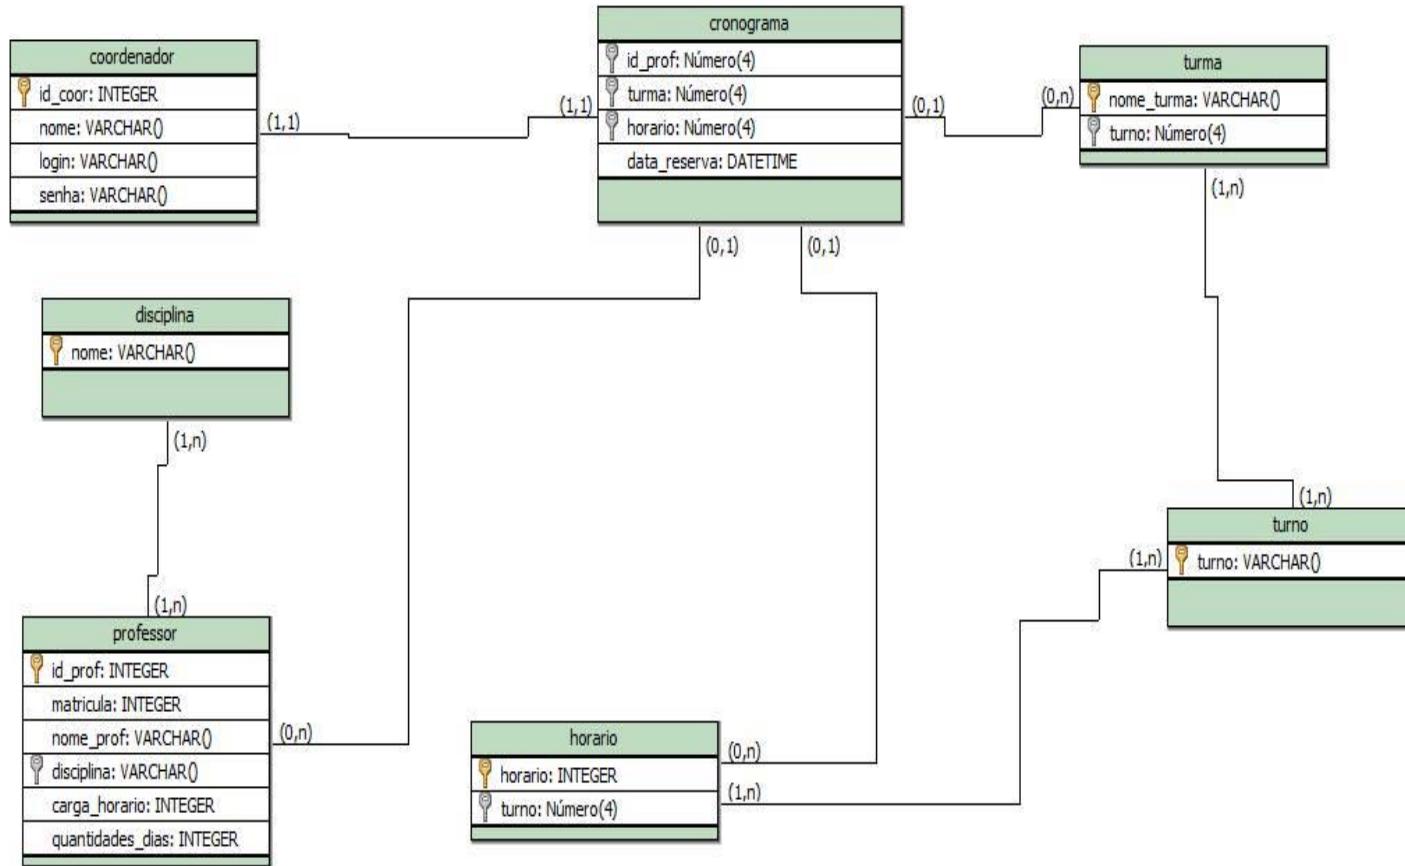 coordenador
id_coor: INTEGER
nome: VARCHAR()
login: VARCHAR()
senha: VARCHAR()
(1,1)
(1,1)
cronograma
id_prof: Número(4)
turma: Número(4)
horario: Número(4)
data_reserva: DATETIME
(0,1)
(0,n)
turma
nome_turma: VARCHAR()
turno: Número(4)
(1,n)
(0,1)
(0,1)
disciplina
nome: VARCHAR()
(1,n)
(1,n)
professor
id_prof: INTEGER
matricula: INTEGER
nome_prof: VARCHAR()
disciplina: VARCHAR()
carga_horario: INTEGER
quantidades_dias: INTEGER
(0,n)
horario
horario: INTEGER
turno: Número(4)
(0,n)
(1,n)
(1,n)
(1,n)
turno
turno: VARCHAR()